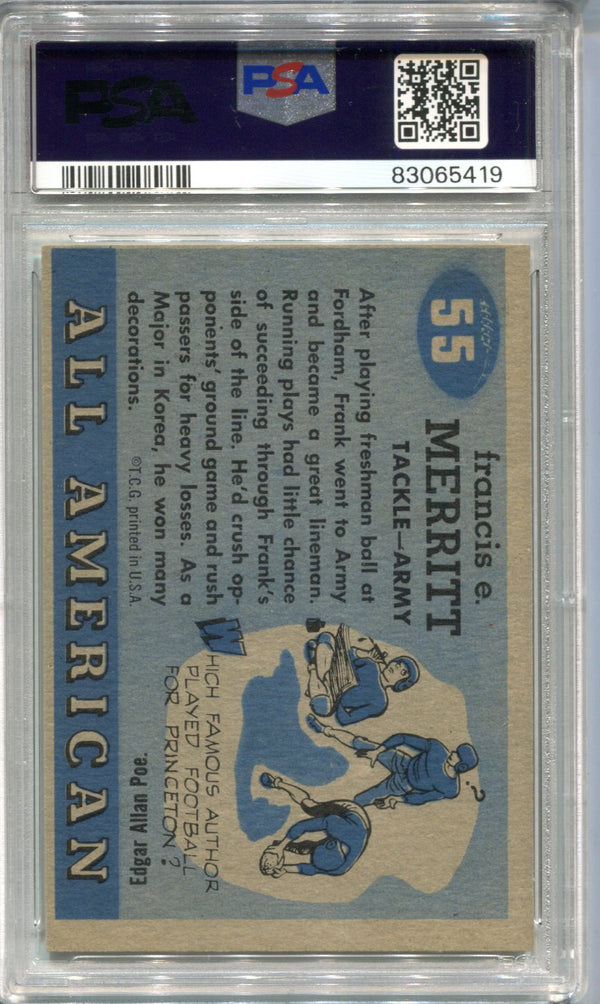 PSA
PSA
83065419
55
francis e.
MERRITT
TACKLE—ARMY
After playing freshman ball at
Fordham, Frank went to Army
and became a great lineman.
Running plays had little chance
of succeeding through Frank's
side of the line. He'd crush op-
ponents' ground game and rush
passers for heavy losses. As a
Major in Korea, he won many
decorations.
©T.C.G. printed in U.S.A
WHICH FAMOUS AUTHOR
PLAYED FOOTBALL
FOR PRINCETON?
?
Edgar Allan Poe.
ALL AMERICAN